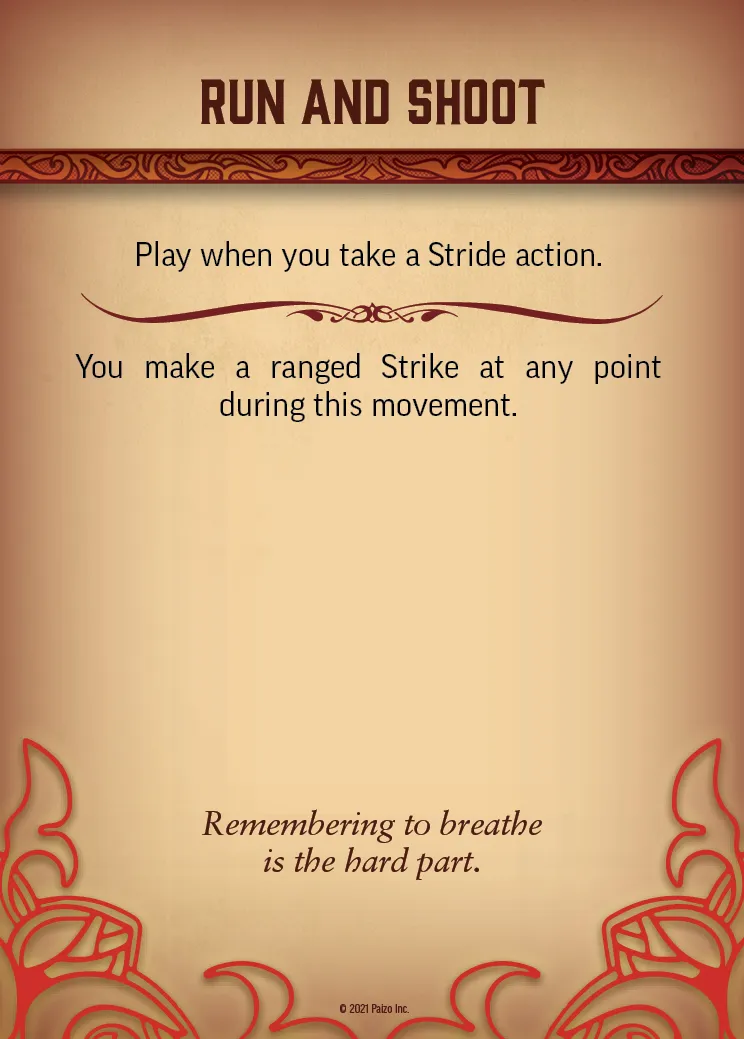 RUN AND SHOOT
Play when you take a Stride action.
You make a ranged Strike at any point
during this movement.
Remembering to breathe
is the hard part.
© 2021 Paizo Inc.